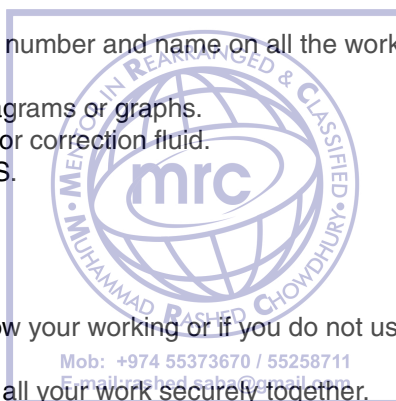 number and name on all the work
agrams or graphs.
or correction fluid.
S.
MENTOR IN REARRANGED & CLASSIFIED
mrc
MUHAMMAD RASHED CHOWDHURY
ow your working or if you do not us
Mob: +974 55373670 / 55258711
E-mail:rashed.saba@gmail.com
all your work securely together.